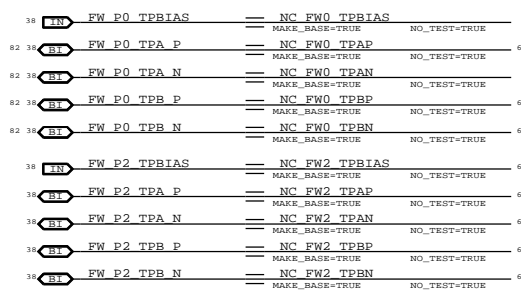 38 IN FW_P0_TPBIAS NC_FW0_TPBIAS
MAKE_BASE=TRUE NO_TEST=TRUE
82 38 BI FW_P0_TPA_P NC_FW0_TPAP 6
MAKE_BASE=TRUE NO_TEST=TRUE
82 38 BI FW_P0_TPA_N NC_FW0_TPAN
MAKE_BASE=TRUE NO_TEST=TRUE
82 38 BI FW_P0_TPB_P NC_FW0_TPBP 6
MAKE_BASE=TRUE NO_TEST=TRUE
82 38 BI FW_P0_TPB_N NC_FW0_TPBN 6
MAKE_BASE=TRUE NO_TEST=TRUE
38 IN FW_P2_TPBIAS NC_FW2_TPBIAS 6
MAKE_BASE=TRUE NO_TEST=TRUE
38 BI FW_P2_TPA_P NC_FW2_TPAP 6
MAKE_BASE=TRUE NO_TEST=TRUE
38 BI FW_P2_TPA_N NC_FW2_TPAN 6
MAKE_BASE=TRUE NO_TEST=TRUE
38 BI FW_P2_TPB_P NC_FW2_TPBP 6
MAKE_BASE=TRUE NO_TEST=TRUE
38 BI FW_P2_TPB_N NC_FW2_TPBN 6
MAKE_BASE=TRUE NO_TEST=TRUE